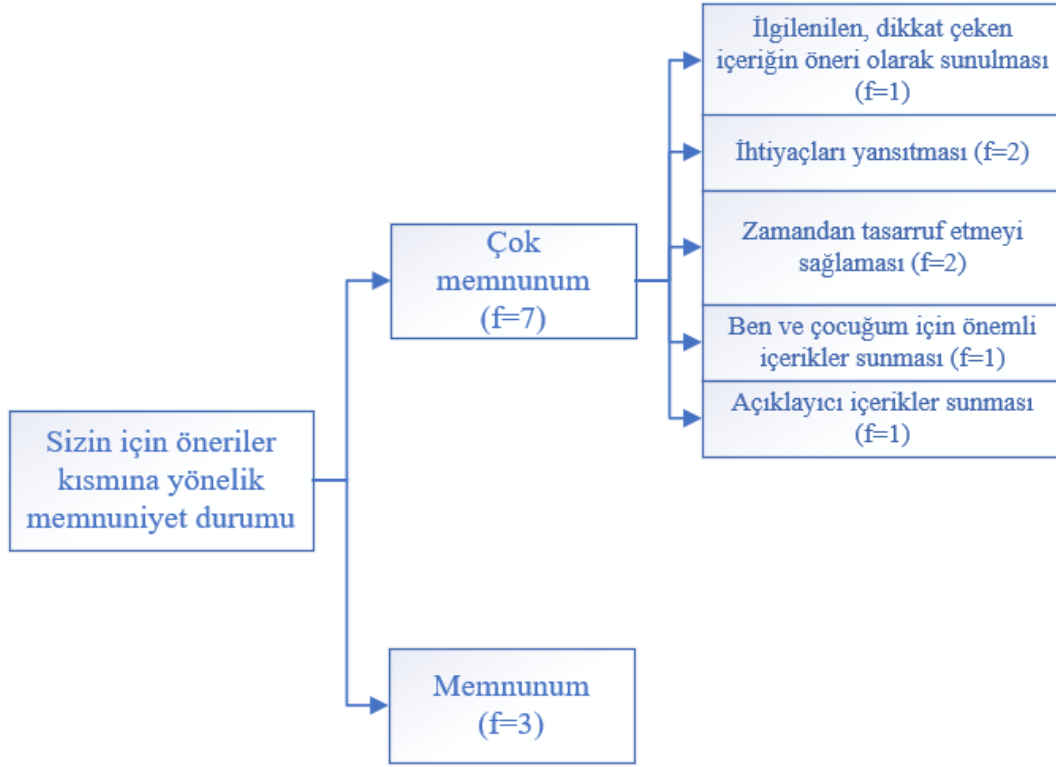 İlgilenilen, dikkat çeken
içeriğin öneri olarak sunulması
(f=1)
İhtiyaçları yansıtması (f=2)
Zamandan tasarruf etmeyi
sağlaması (f=2)
Ben ve çocuğum için önemli
içerikler sunması (f=1)
Açıklayıcı içerikler sunması
(f=1)
Çok
memnunum
(f=7)
Sizin için öneriler
kısmına yönelik
memnuniyet durumu
Memnunum
(f=3)